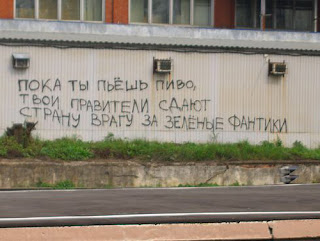 ПОКА ТЫ ПЬЁШЬ ПИВО,
ТВОИ ПРАВИТЕЛИ СДАЮТ
СТРАНУ ВРАГУ ЗА ЗЕЛЁНЫЕ ФАНТИКИ